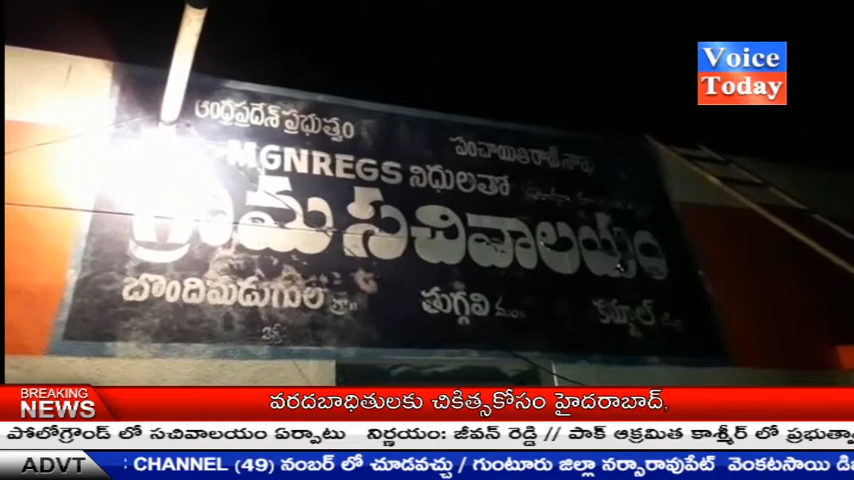 Voice
Today
ఆంధ్రప్రదేశ్ ప్రభుత్వం
పంచాయితిరాజ్
MGNREGS నిధులతో
గ్రామ సచివాలయం
బొందిమడుగుల
తుగ్గలి
BREAKING
NEWS
వరదబాధితులకు చికిత్సకోసం హైదరాబాద్,
పోలోగ్రౌండ్ లో సచివాలయం ఏర్పాటు నిర్ణయం: జీవన్ రెడ్డి // పాక్ ఆక్రమిత కాశ్మీర్ లో ప్రభుత్వా
ADVT
: CHANNEL (49) నంబర్ లో చూడవచ్చు / గుంటూరు జిల్లా నర్సారావుపేట్ వెంకటసాయి డి